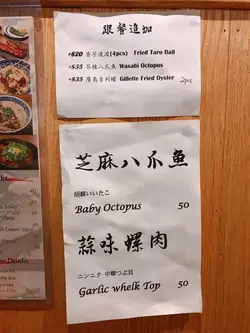 跟餐追加
+$20 香芋波波(4pcs) Fried Taro Ball
+$35 芥辣八爪魚 Wasabi Octopus
+$35 廣島吉列蠔 Gillette Fried Oyster 2pcs
芝麻八爪魚
胡麻いいたこ
Baby Octopus 50
蒜味螺肉
ニンニク 中華つぶ貝
Garlic whelk Top 50